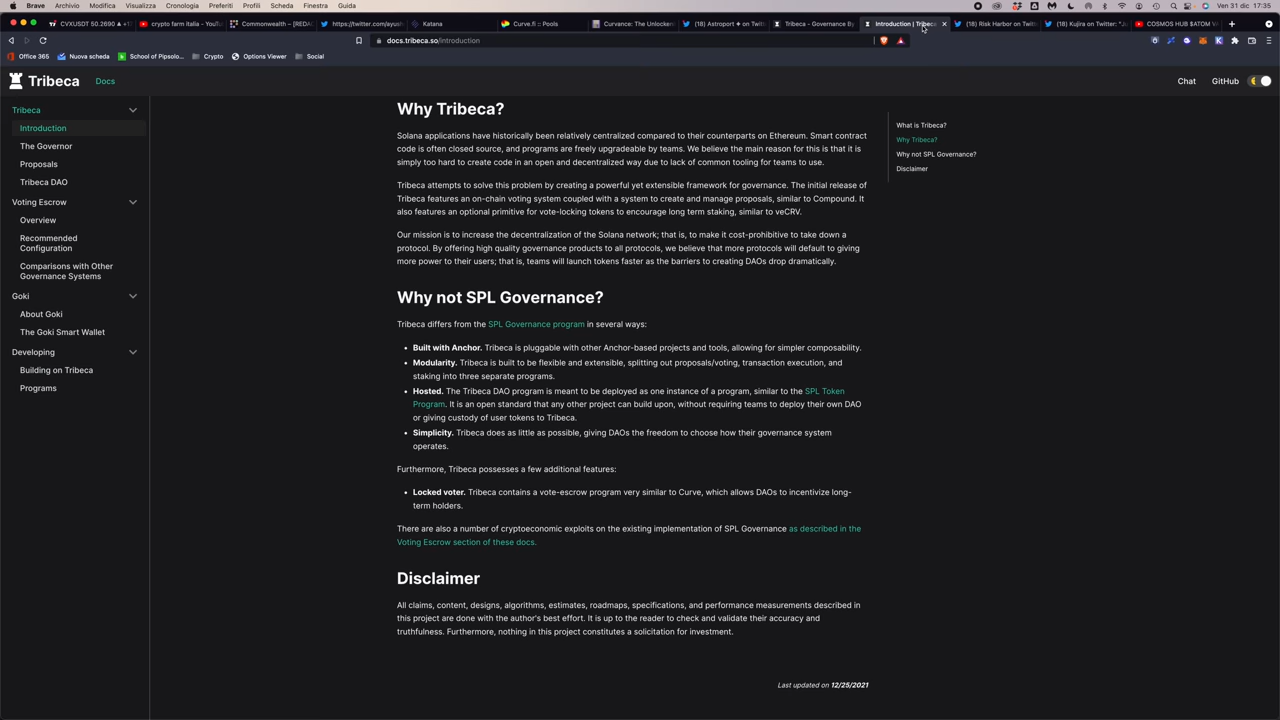 Brave Archivio Modifica Visualizza Cronologia Preferiti Profili Scheda Finestra Guida
Ven 31 dic 17:35
CVXUSDT 50.2690
crypto farm italia - YouTu
Commonwealth – [REDAC
https://twitter.com/ayush
Katana
Curve.fi :: Pools
Curvance: The Unlocker
(18) Astroport on Twitt
Tribeca - Governance By
Introduction | Tribeca
(18) Risk Harbor on Twitt
(18) Kujira on Twitter: "J
COSMOS HUB $ATOM
docs.tribeca.so/introduction
Office 365
Nuova scheda
School of Pipsolo...
Crypto
Options Viewer
Social
Tribeca
Docs
Chat
GitHub
Tribeca
Introduction
The Governor
Proposals
Tribeca DAO
Voting Escrow
Overview
Recommended
Configuration
Comparisons with Other
Governance Systems
Goki
About Goki
The Goki Smart Wallet
Developing
Building on Tribeca
Programs
Why Tribeca?
Solana applications have historically been relatively centralized compared to their counterparts on Ethereum. Smart contract
code is often closed source, and programs are freely upgradeable by teams. We believe the main reason for this is that it is
simply too hard to create code in an open and decentralized way due to lack of common tooling for teams to use.
Tribeca attempts to solve this problem by creating a powerful yet extensible framework for governance. The initial release of
Tribeca features an on-chain voting system coupled with a system to create and manage proposals, similar to Compound. It
also features an optional primitive for vote-locking tokens to encourage long term staking, similar to veCRV.
Our mission is to increase the decentralization of the Solana network; that is, to make it cost-prohibitive to take down a
protocol. By offering high quality governance products to all protocols, we believe that more protocols will default to giving
more power to their users; that is, teams will launch tokens faster as the barriers to creating DAOs drop dramatically.
Why not SPL Governance?
Tribeca differs from the SPL Governance program in several ways:
• Built with Anchor. Tribeca is pluggable with other Anchor-based projects and tools, allowing for simpler composability.
• Modularity. Tribeca is built to be flexible and extensible, splitting out proposals/voting, transaction execution, and
staking into three separate programs.
• Hosted. The Tribeca DAO program is meant to be deployed as one instance of a program, similar to the SPL Token
Program. It is an open standard that any other project can build upon, without requiring teams to deploy their own DAO
or giving custody of user tokens to Tribeca.
• Simplicity. Tribeca does as little as possible, giving DAOs the freedom to choose how their governance system
operates.
Furthermore, Tribeca possesses a few additional features:
• Locked voter. Tribeca contains a vote-escrow program very similar to Curve, which allows DAOs to incentivize long-
term holders.
There are also a number of cryptoeconomic exploits on the existing implementation of SPL Governance as described in the
Voting Escrow section of these docs.
Disclaimer
All claims, content, designs, algorithms, estimates, roadmaps, specifications, and performance measurements described in
this project are done with the author's best effort. It is up to the reader to check and validate their accuracy and
truthfulness. Furthermore, nothing in this project constitutes a solicitation for investment.
Last updated on 12/25/2021
What is Tribeca?
Why Tribeca?
Why not SPL Governance?
Disclaimer